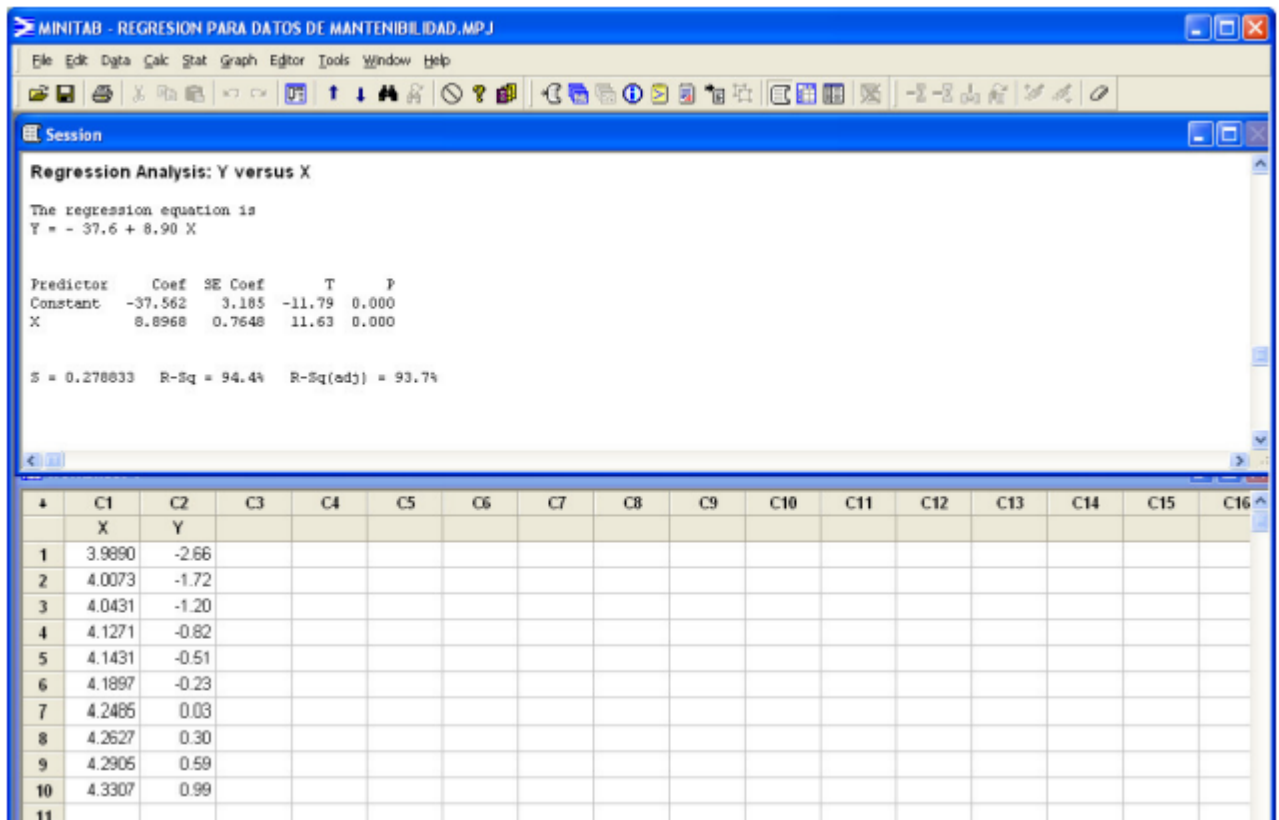 MINITAB - REGRESION PARA DATOS DE MANTENIBILIDAD.MPJ
File Edit Data Calc Stat Graph Editor Tools Window Help
Session
Regression Analysis: Y versus X
The regression equation is
Y = - 37.6 + 8.90 X
Predictor Coef SE Coef T P
Constant -37.562 3.185 -11.79 0.000
X 8.8968 0.7648 11.63 0.000
S = 0.278833 R-Sq = 94.4% R-Sq(adj) = 93.7%
C1 C2 C3 C4 C5 C6 C7 C8 C9 C10 C11 C12 C13 C14 C15 C16
X Y
1 3.9890 -2.66
2 4.0073 -1.72
3 4.0431 -1.20
4 4.1271 -0.82
5 4.1431 -0.51
6 4.1897 -0.23
7 4.2485 0.03
8 4.2627 0.30
9 4.2905 0.59
10 4.3307 0.99
11